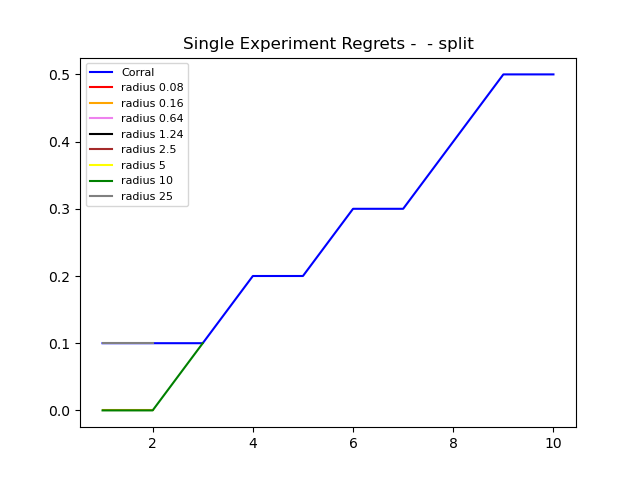 Single Experiment Regrets -  - split
Corral
radius 0.08
radius 0.16
radius 0.64
radius 1.24
radius 2.5
radius 5
radius 10
radius 25
0.5
0.4
0.3
0.2
0.1
0.0
2 4 6 8 10